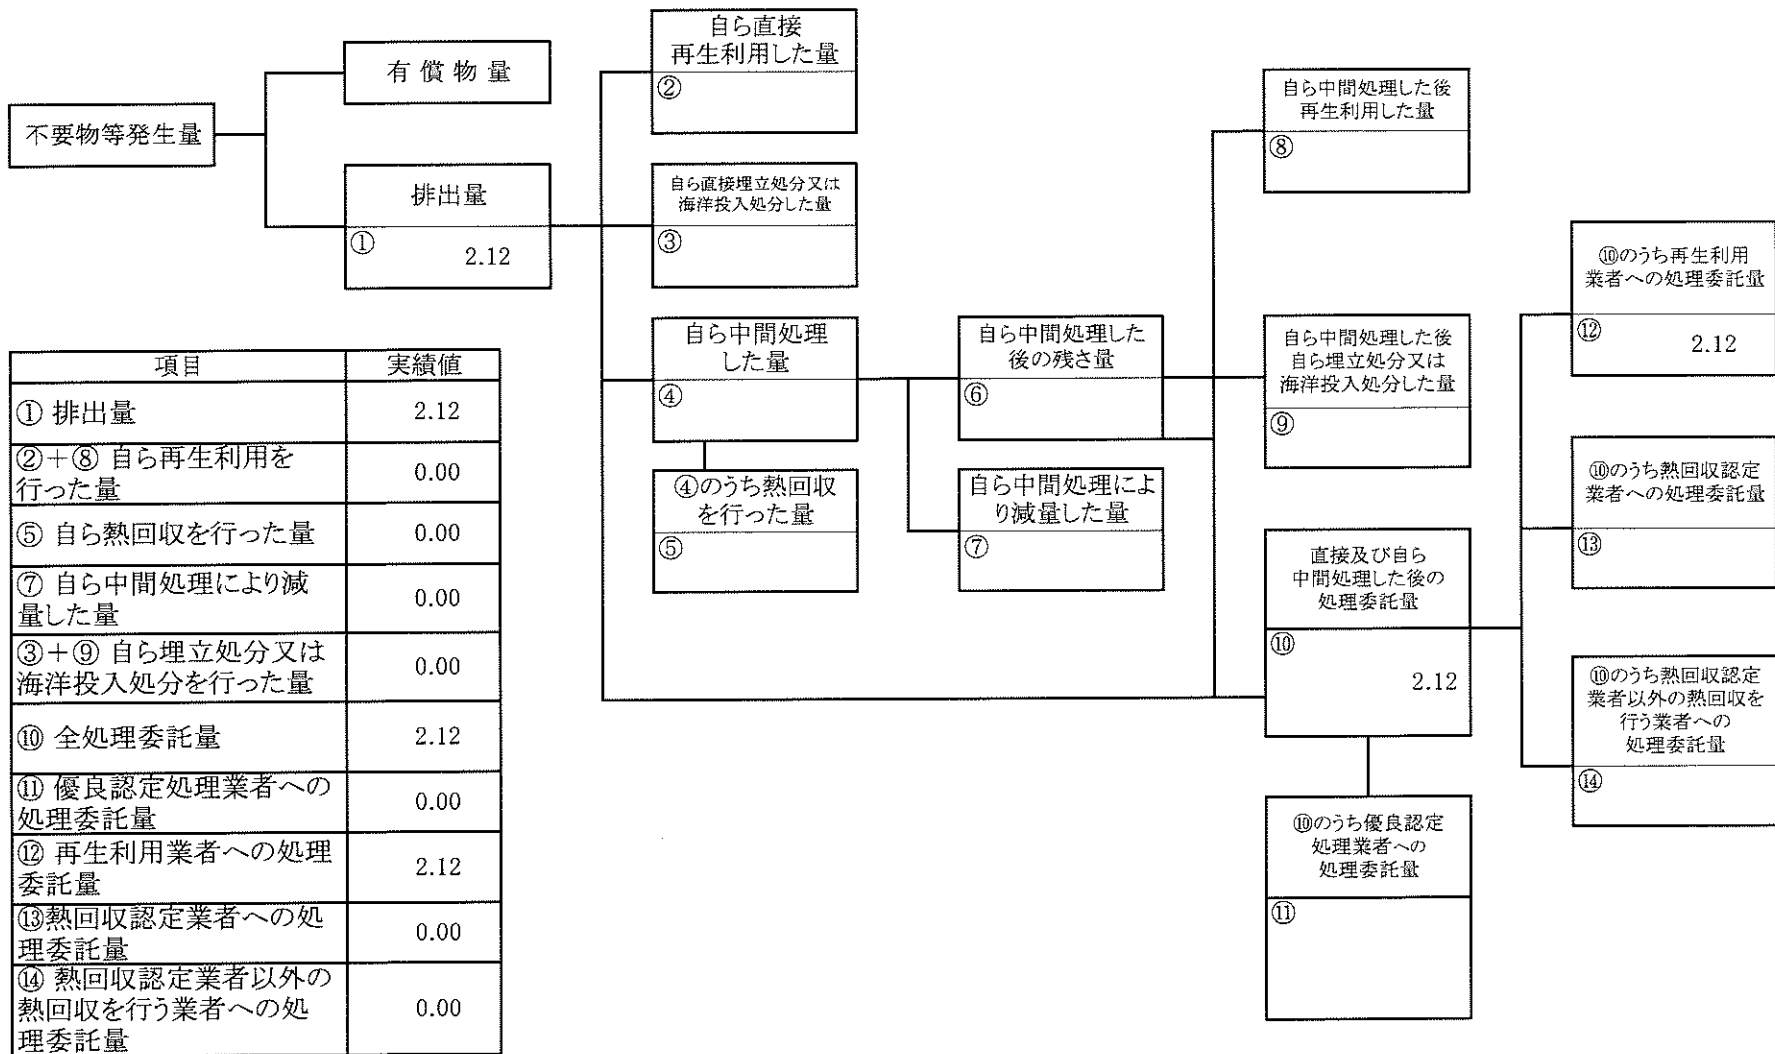 不要物等発生量
有償物量
排出量
①
2.12
自ら直接
再生利用した量
②
自ら直接埋立処分又は
海洋投入処分した量
③
自ら中間処理
した量
④
④のうち熱回収
を行った量
⑤
自ら中間処理した
後の残さ量
⑥
自ら中間処理によ
り減量した量
⑦
自ら中間処理した後
再生利用した量
⑧
自ら中間処理した後
自ら埋立処分又は
海洋投入処分した量
⑨
直接及び自ら
中間処理した後の
処理委託量
⑩
2.12
⑩のうち優良認定
処理業者への
処理委託量
⑪
⑩のうち再生利用
業者への処理委託量
⑫
2.12
⑩のうち熱回収認定
業者への処理委託量
⑬
⑩のうち熱回収認定
業者以外の熱回収を
行う業者への
処理委託量
⑭
項目 実績値
① 排出量 2.12
②+⑧ 自ら再生利用を
行った量 0.00
⑤ 自ら熱回収を行った量 0.00
⑦ 自ら中間処理により減
量した量 0.00
③+⑨ 自ら埋立処分又は
海洋投入処分を行った量 0.00
⑩ 全処理委託量 2.12
⑪ 優良認定処理業者への
処理委託量 0.00
⑫ 再生利用業者への処理
委託量 2.12
⑬熱回収認定業者への処
理委託量 0.00
⑭ 熱回収認定業者以外の
熱回収を行う業者への処
理委託量 0.00